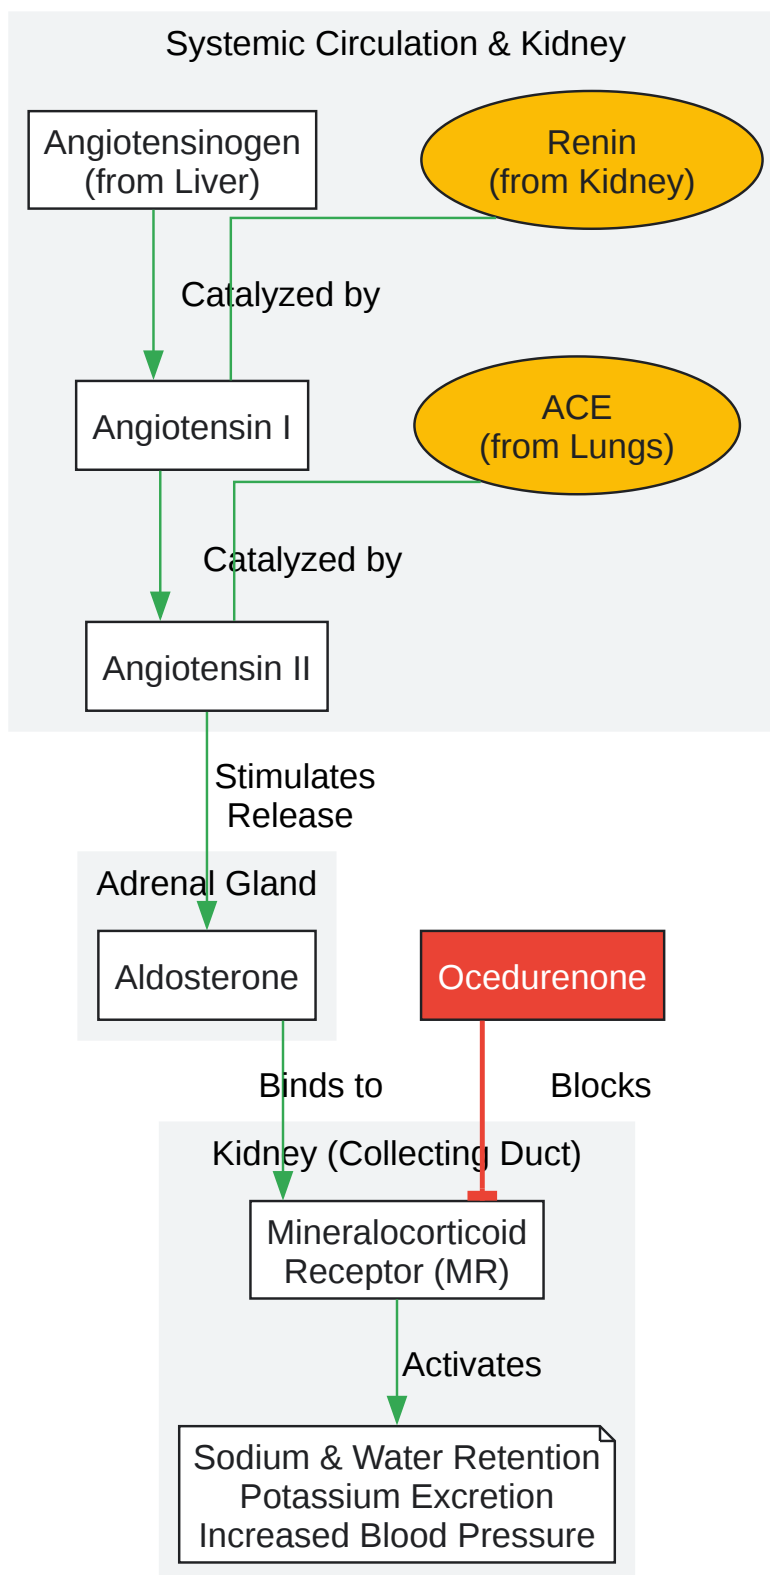 Systemic Circulation & Kidney
Angiotensinogen
(from Liver)
Renin
(from Kidney)
Catalyzed by
Angiotensin I
ACE
(from Lungs)
Catalyzed by
Angiotensin II
Stimulates
Release
Adrenal Gland
Aldosterone
Ocedurenone
Binds to
Blocks
Kidney (Collecting Duct)
Mineralocorticoid
Receptor (MR)
Activates
Sodium & Water Retention
Potassium Excretion
Increased Blood Pressure